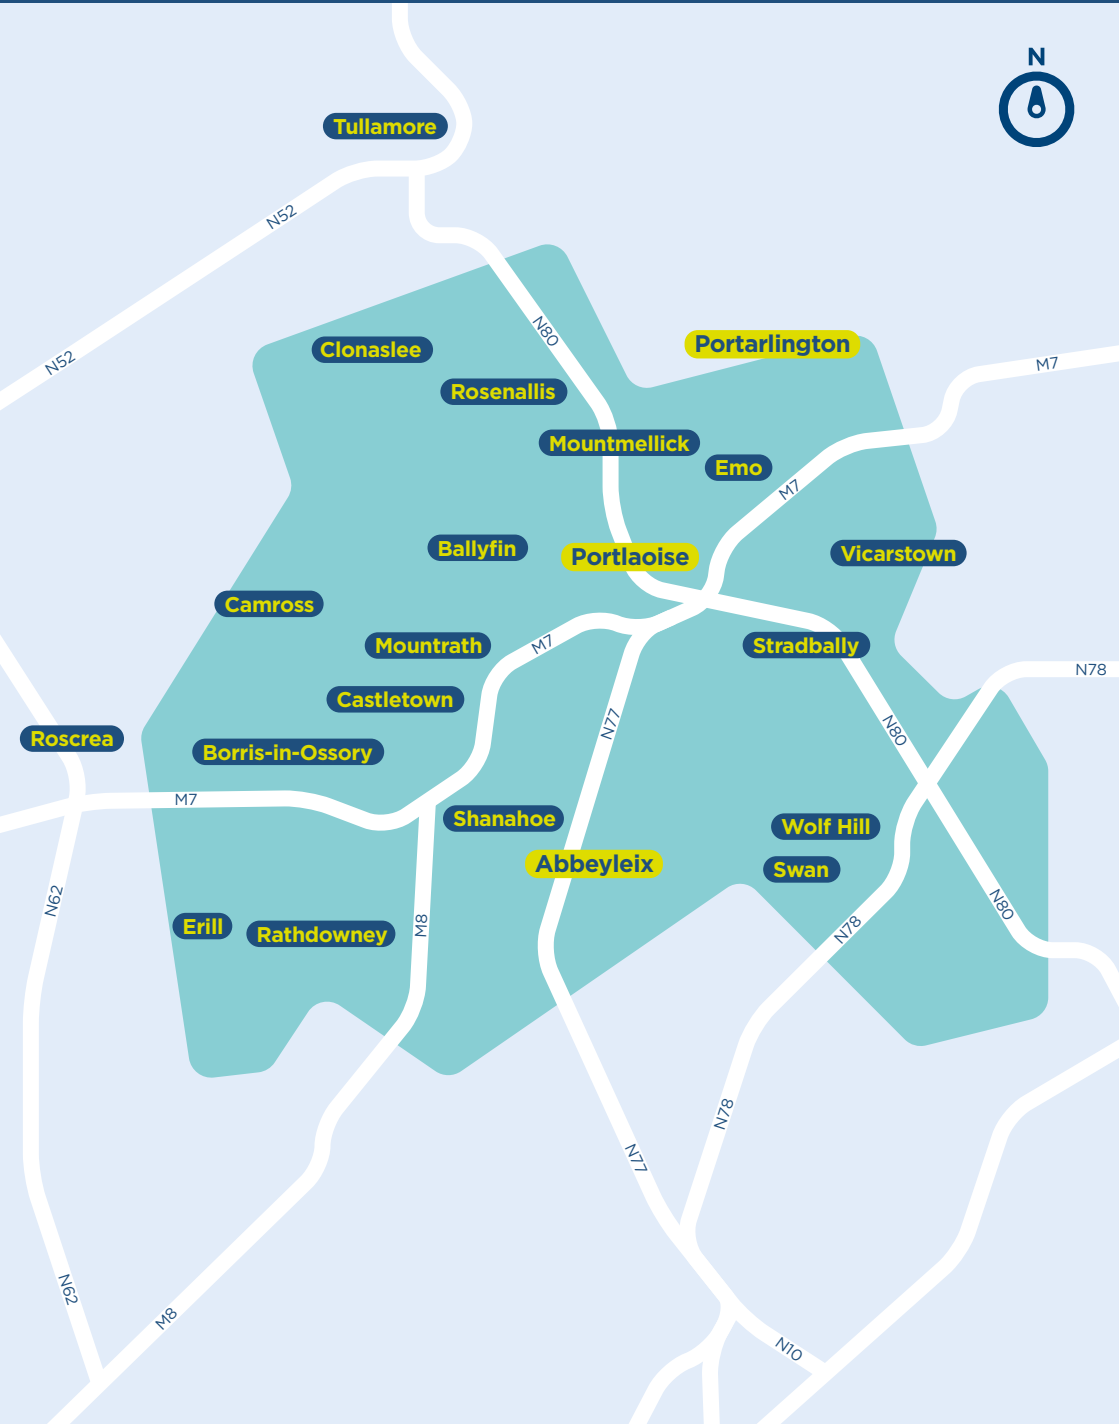 N
Tullamore
N52
N80
Portarlington
Clonaslee
N52
M7
Rosenallis
Mountmellick
Emo
M7
Ballyfin
Portlaoise
Vicarstown
Camross
Mountrath
M7
Stradbally
N78
Castletown
N77
N80
Roscrea
Borris-in-Ossory
M7
Shanahoe
Wolf Hill
Abbeyleix
Swan
N62
N80
Erill
Rathdowney
M8
N78
N78
N77
N62
M8
N10